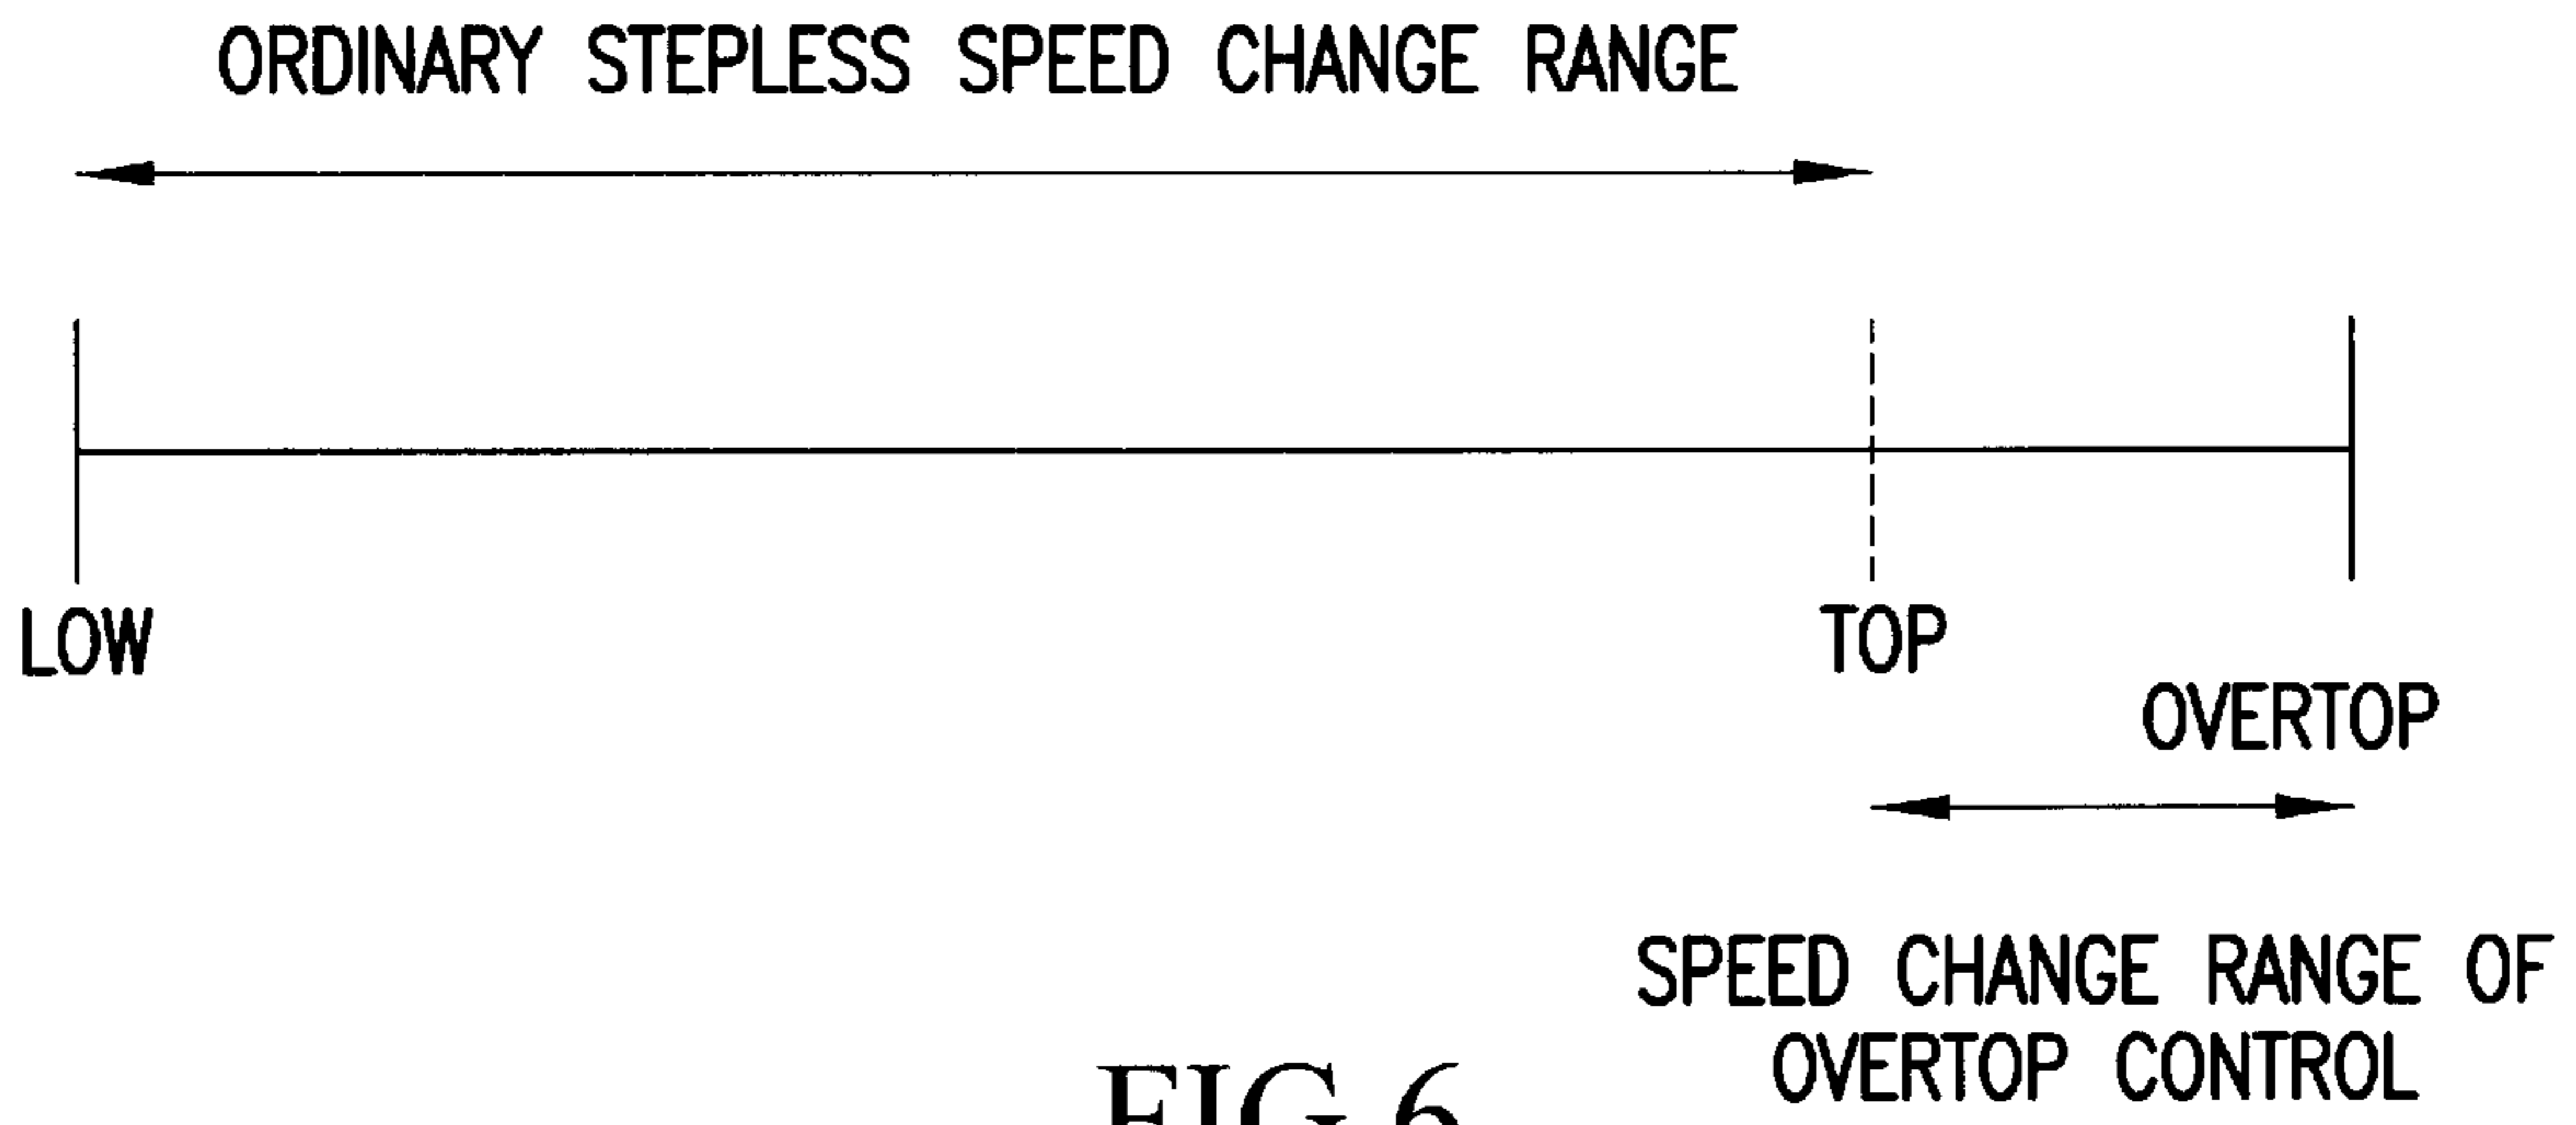 ORDINARY STEPLESS SPEED CHANGE RANGE
LOW
TOP
OVERTOP
SPEED CHANGE RANGE OF
OVERTOP CONTROL
FIG.6